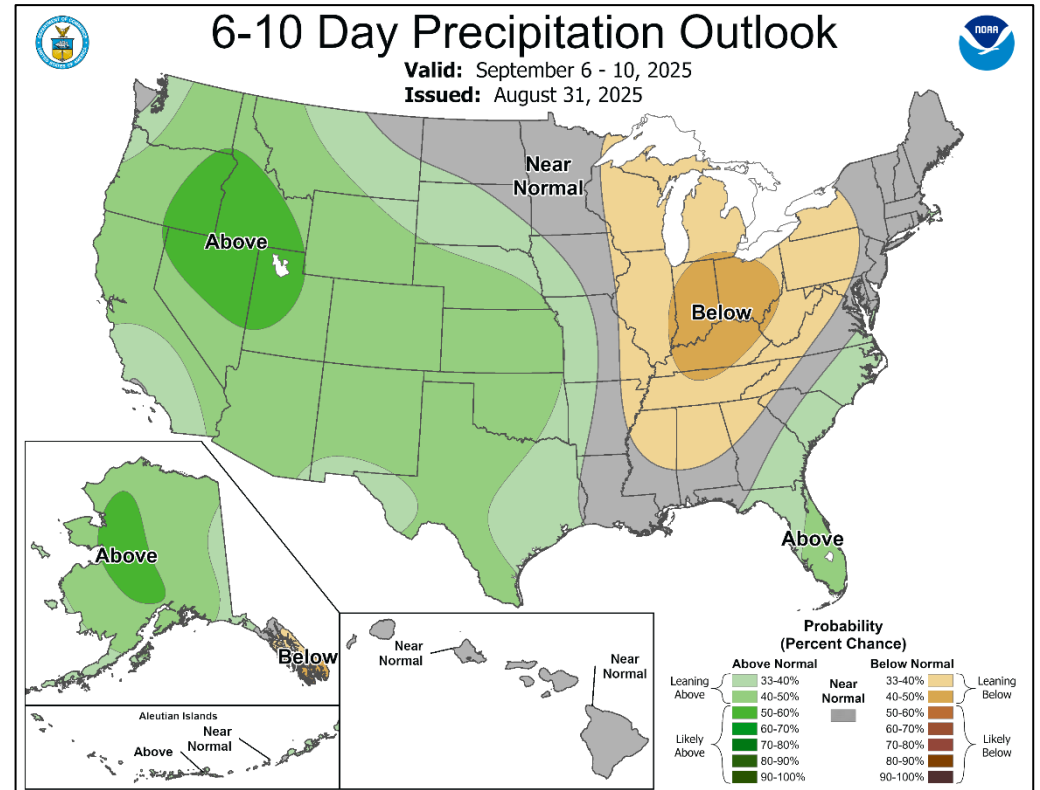 6-10 Day Precipitation Outlook
Valid: September 6 - 10, 2025
Issued: August 31, 2025
NOAA
Near
Normal
Above
Below
Above
Above
Below
Aleutian Islands
Near
Normal
Above
Near
Normal
Near
Normal
Probability
(Percent Chance)
Above Normal
Below Normal
Leaning
Above
33-40%
40-50%
Likely
Above
50-60%
60-70%
70-80%
80-90%
90-100%
Near
Normal
33-40%
40-50%
Leaning
Below
50-60%
60-70%
70-80%
80-90%
90-100%
Likely
Below